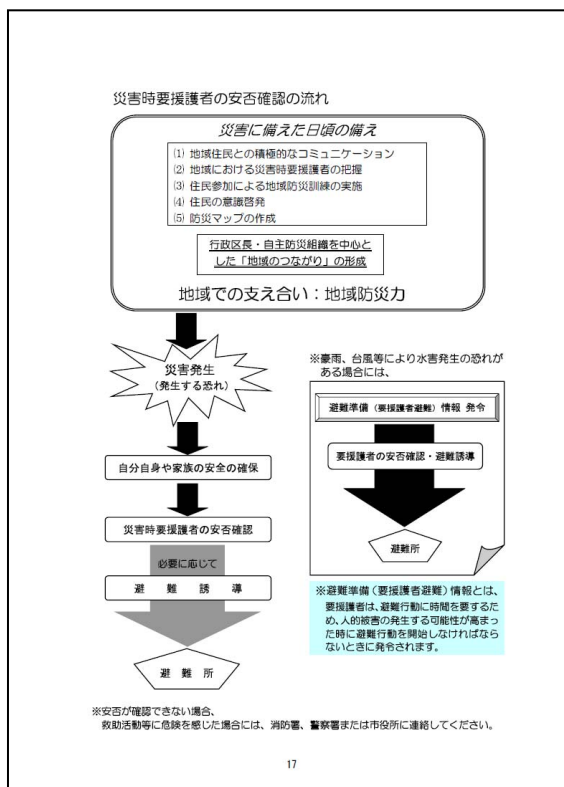 災害時要援護者の安否確認の流れ
災害に備えた日頃の備え
⑴ 地域住民との積極的なコミュニケーション
⑵ 地域における災害時要援護者の把握
⑶ 住民参加による地域防災訓練の実施
⑷ 住民の意識啓発
⑸ 防災マップの作成
行政区長・自主防災組織を中心と
した「地域のつながり」の形成
地域での支え合い：地域防災力
災害発生
(発生する恐れ)
自分自身や家族の安全の確保
災害時要援護者の安否確認
必要に応じて
避 難 誘 導
避 難 所
※豪雨、台風等により水害発生の恐れが
ある場合には、
避難準備（要援護者避難）情報 発令
要援護者の安否確認・避難誘導
避難所
※避難準備（要援護者避難）情報とは、
要援護者は、避難行動に時間を要するた
め、人的被害の発生する可能性が高まっ
た時に避難行動を開始しなければなら
ないときに発令されます。
※安否が確認できない場合、
救助活動等に危険を感じた場合には、消防署、警察署または市役所に連絡してください。
17